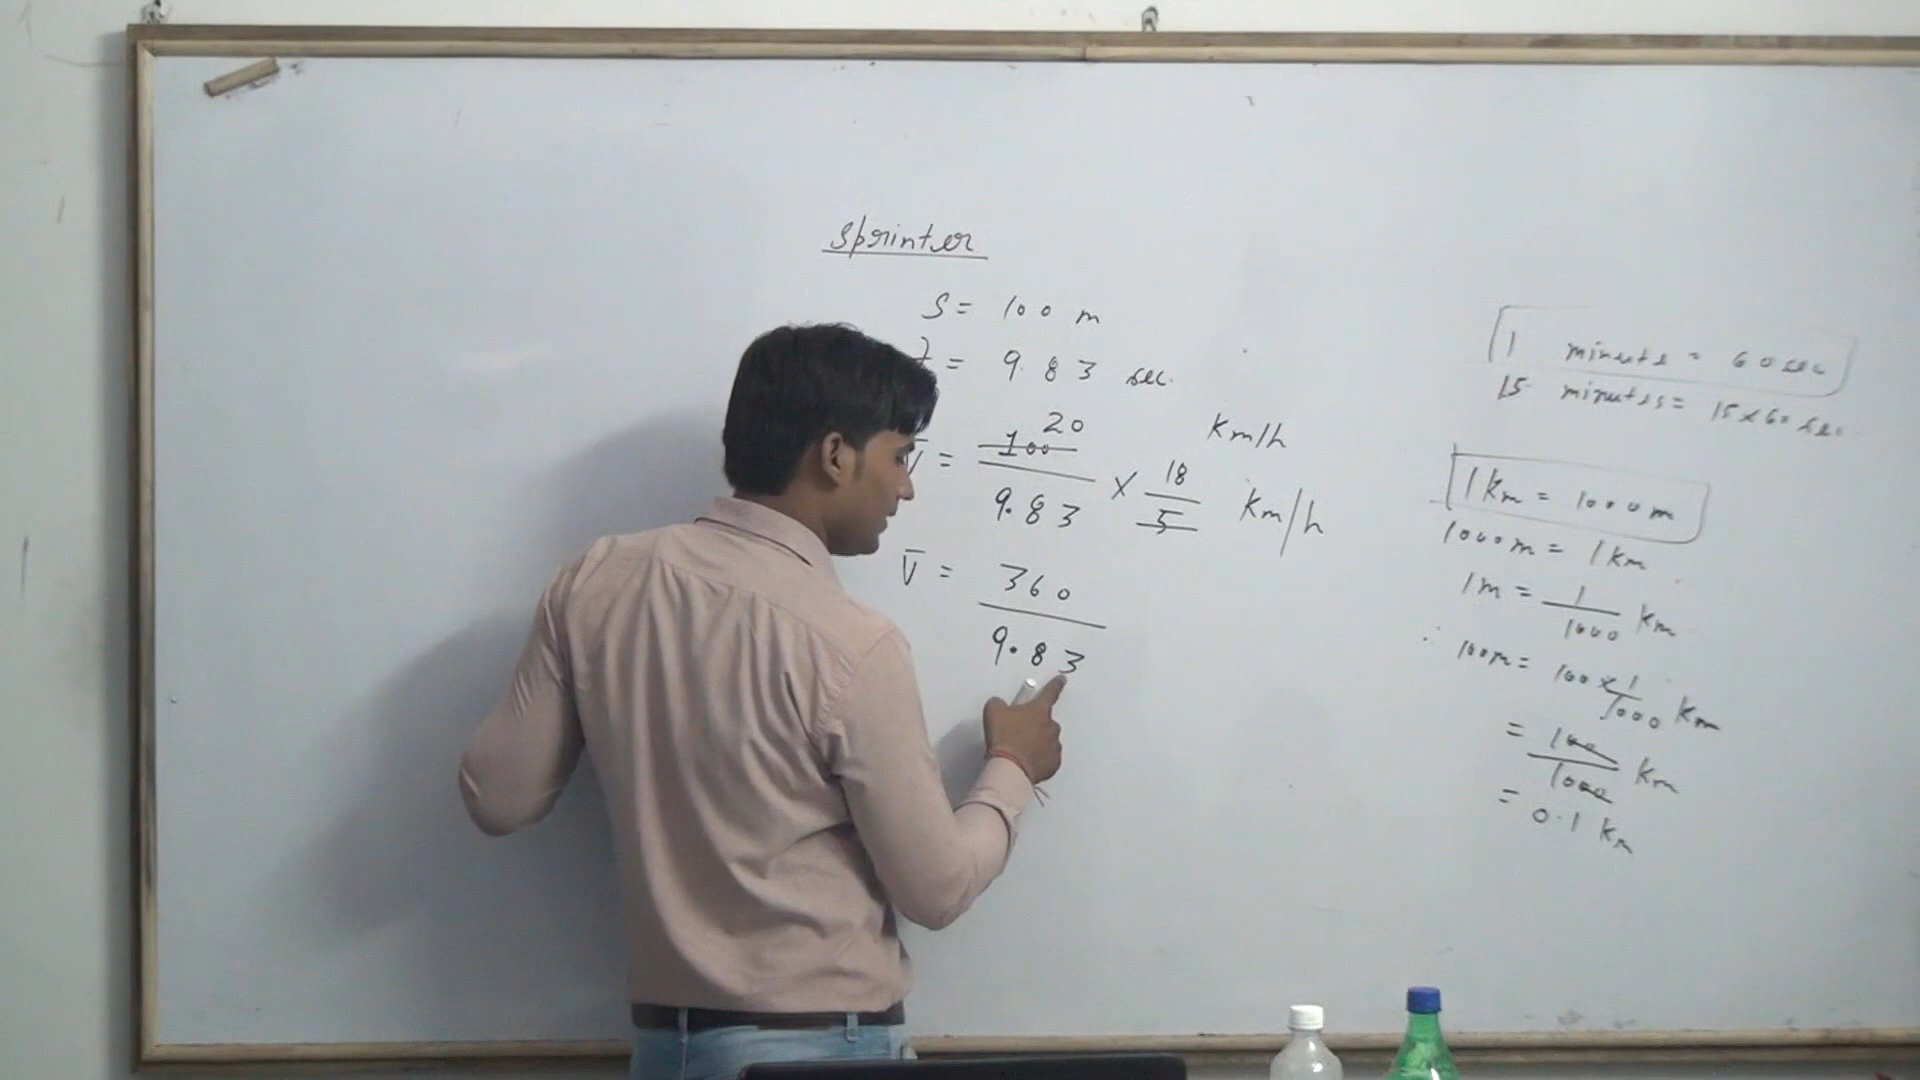 Sprinter
S = 100 m
t = 9.83 sec.
km/h
V̅ = 100/9.83 × 18/5 km/h
20
V̅ = 360/9.83
1 minute = 60 sec
15 minutes = 15 x 60 sec
1 km = 1000 m
1000m = 1 km
1m = 1/1000 km
∴ 100m = 100 x 1/1000 km
= 100/1000 km
= 0.1 km